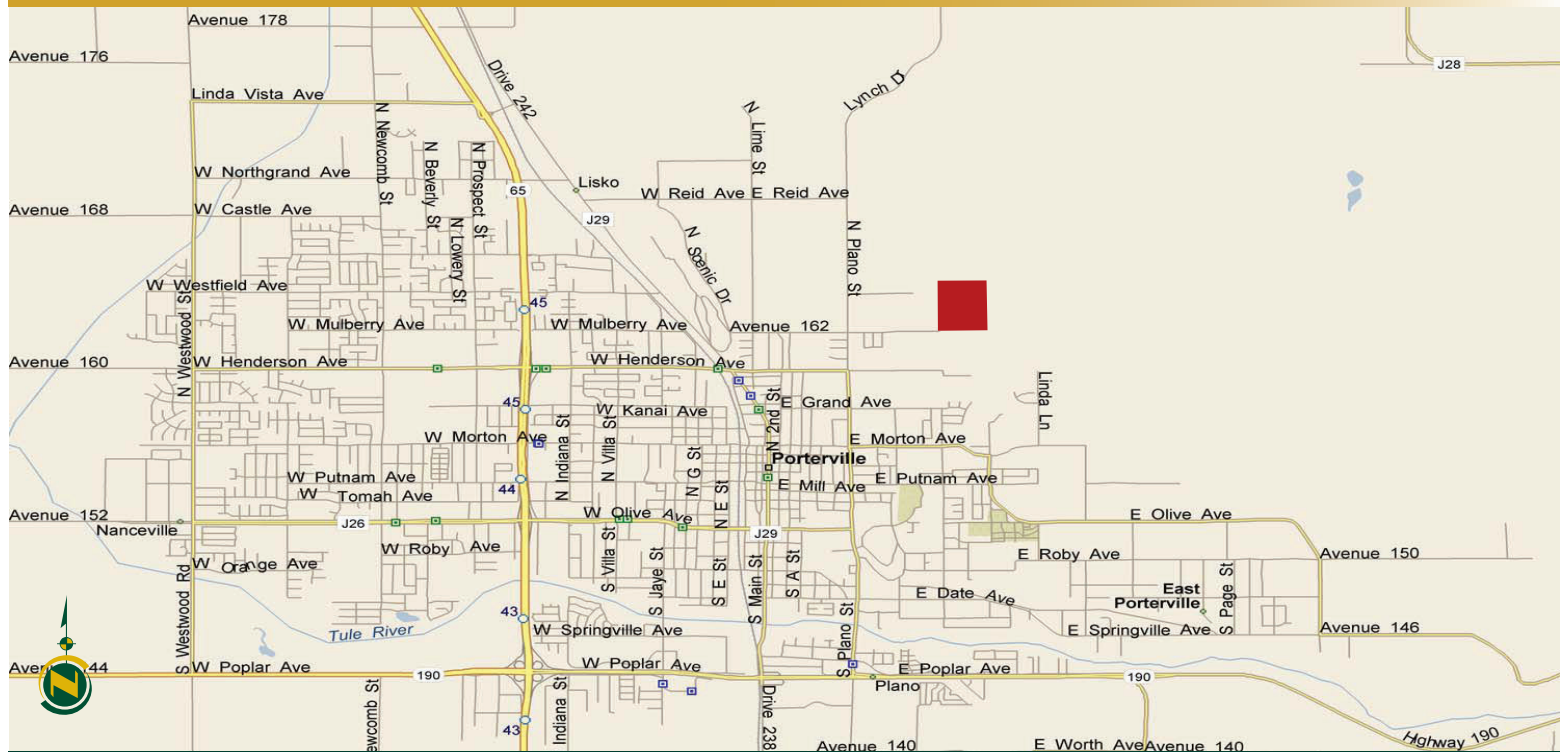 Avenue 178
Avenue 176
J28
Drive 242
Lynch Dr
Linda Vista Ave
N Newcomb St
N Lime St
N Beverly St
N Prospect St
W Northgrand Ave
Lisko
65
W Reid Ave
E Reid Ave
Avenue 168
W Castle Ave
J29
N Lowery St
N Scenic Dr
N Plano St
W Westfield Ave
N Westwood St
45
W Mulberry Ave
W Mulberry Ave
Avenue 162
Avenue 160
W Henderson Ave
W Henderson Ave
Linda Ln
45
W Kanai Ave
N 2nd St
E Grand Ave
W Morton Ave
N Indiana St
N Villa St
E Morton Ave
N G St
Porterville
W Putnam Ave
44
E Mill Ave
E Putnam Ave
W Tomah Ave
N E St
Avenue 152
Nanceville
J26
W Olive Ave
J29
E Olive Ave
W Roby Ave
S Villa St
S Jaye St
S E St
S Main St
S A St
E Roby Ave
Avenue 150
W Orange Ave
S Westwood Rd
E Date Ave
East
Porterville
S Page St
43
Tule River
W Springville Ave
S Plano St
E Springville Ave
Avenue 146
44
W Poplar Ave
190
W Poplar Ave
E Poplar Ave
190
Plano
N
Indiana St
Drive 238
43
Avenue 140
E Worth Ave
Avenue 140
Highway 190